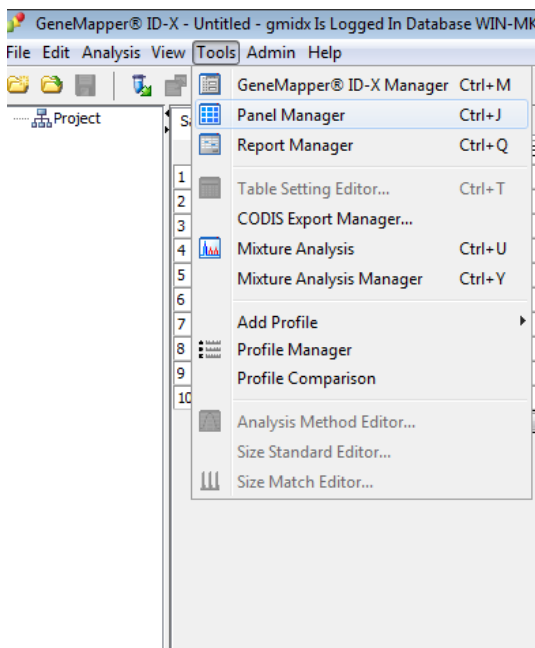 GeneMapper® ID-X - Untitled - gmidx Is Logged In Database WIN-MK
File Edit Analysis View Tools Admin Help
Project
GeneMapper® ID-X Manager Ctrl+M
Panel Manager Ctrl+J
Report Manager Ctrl+Q
Table Setting Editor... Ctrl+T
CODIS Export Manager...
Mixture Analysis Ctrl+U
Mixture Analysis Manager Ctrl+Y
Add Profile
Profile Manager
Profile Comparison
Analysis Method Editor...
Size Standard Editor...
Size Match Editor...
1
2
3
4
5
6
7
8
9
10